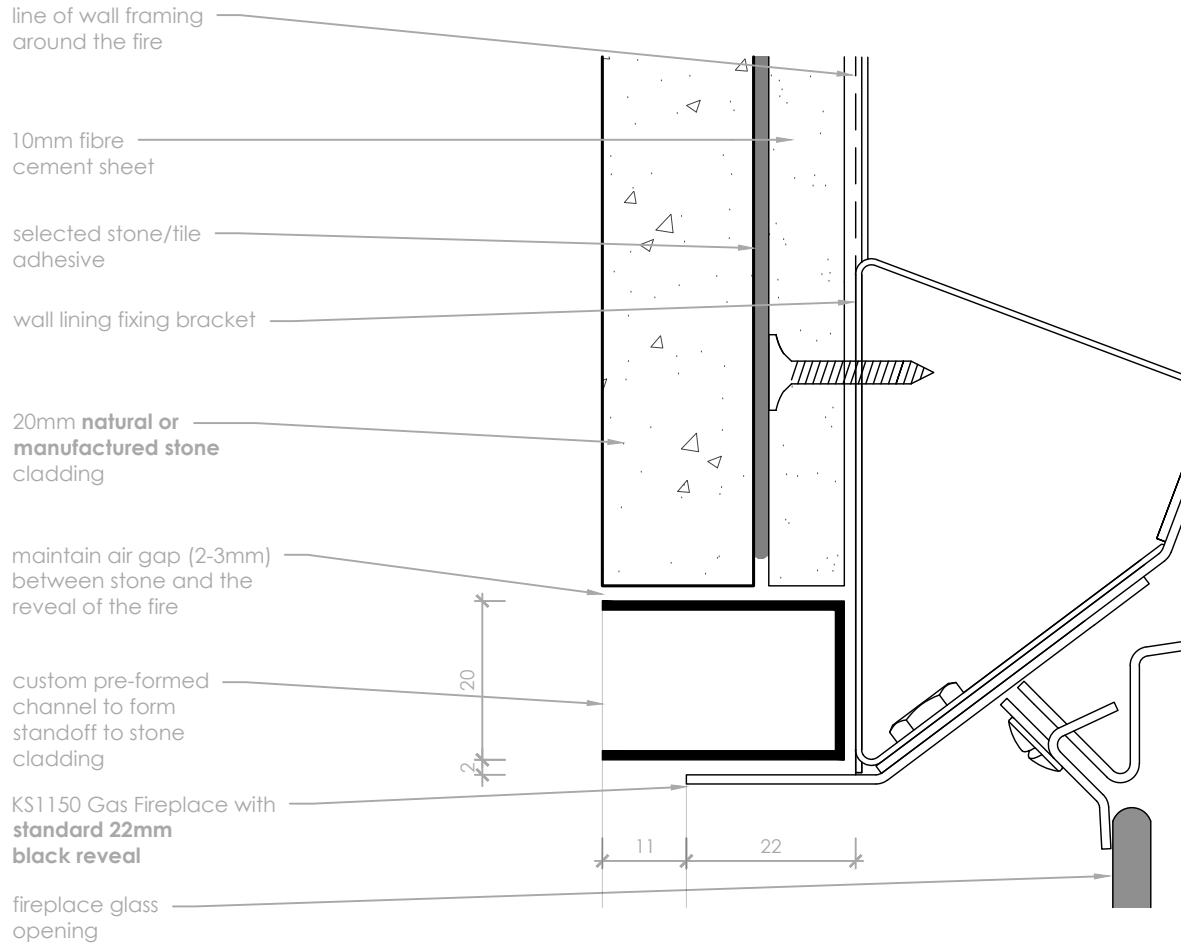 line of wall framing
around the fire
10mm fibre
cement sheet
selected stone/tile
adhesive
wall lining fixing bracket
20mm natural or
manufactured stone
cladding
maintain air gap (2-3mm)
between stone and the
reveal of the fire
20
custom pre-formed
channel to form
standoff to stone
cladding
2
KS1150 Gas Fireplace with
standard 22mm
black reveal
11
22
fireplace glass
opening